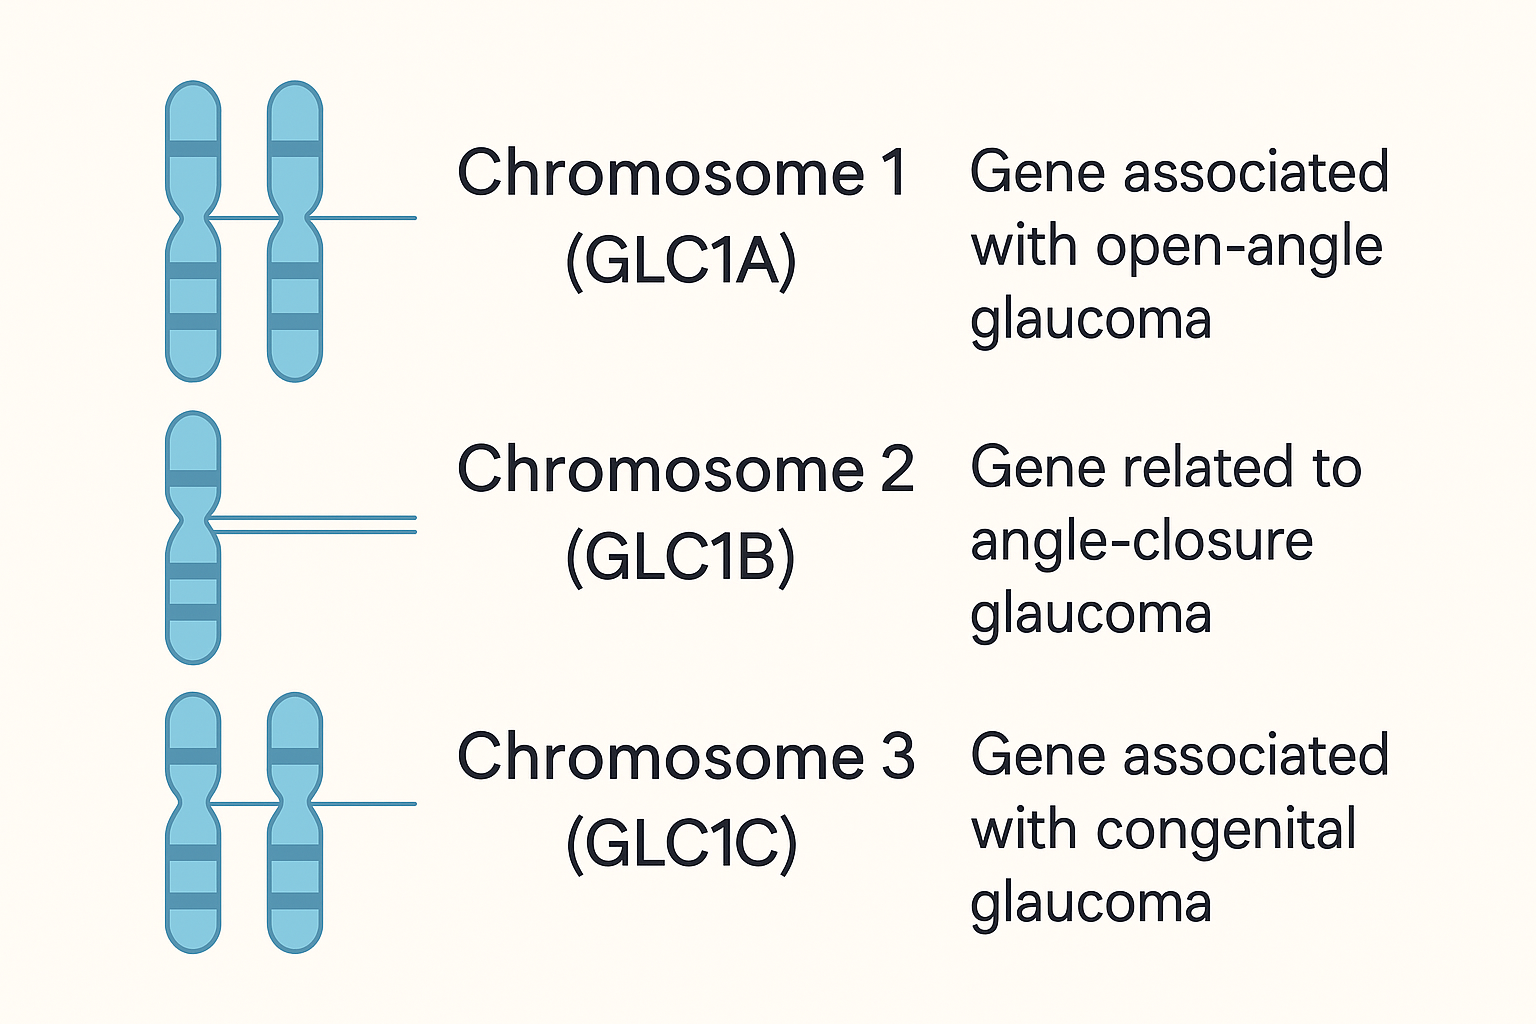 Chromosome 1
(GLC1A)
Gene associated
with open-angle
glaucoma
Chromosome 2
(GLC1B)
Gene related to
angle-closure
glaucoma
Chromosome 3
(GLC1C)
Gene associated
with congenital
glaucoma